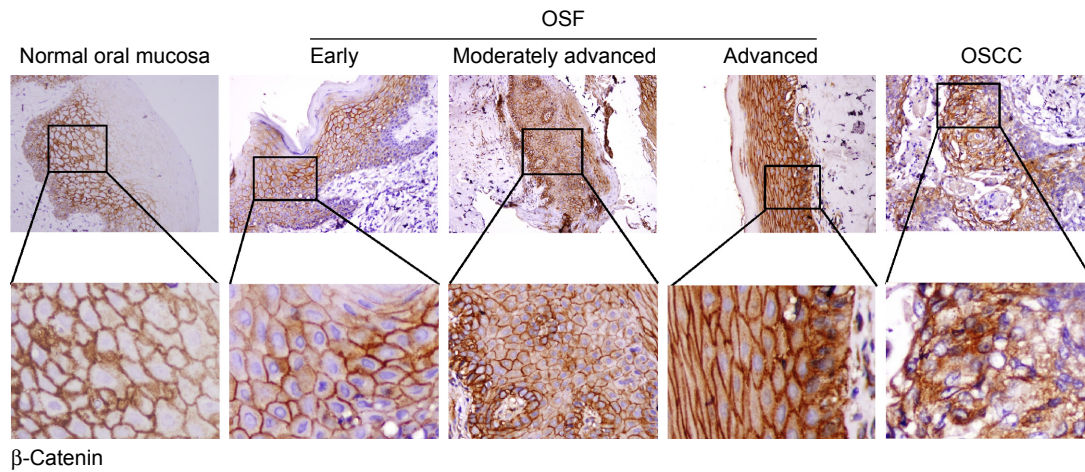 OSF
Normal oral mucosa
Early
Moderately advanced
Advanced
OSCC
β-Catenin